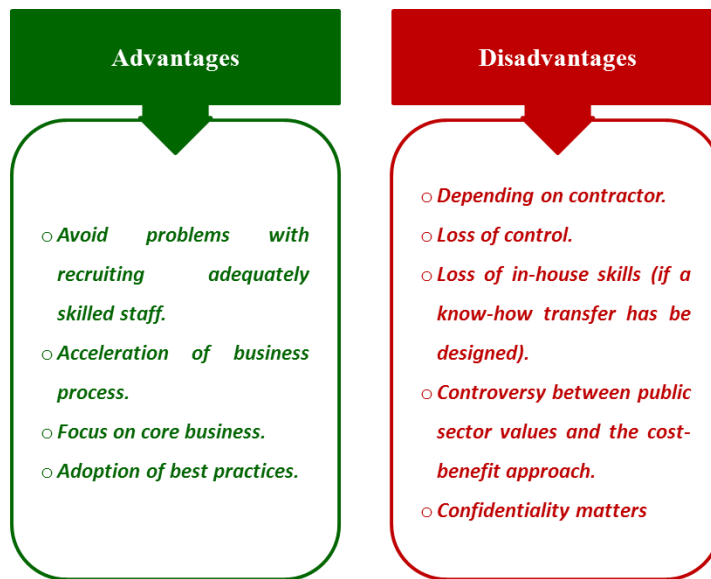 Advantages
○ Avoid problems with
recruiting adequately
skilled staff.
○ Acceleration of business
process.
○ Focus on core business.
○ Adoption of best practices.
Disadvantages
○ Depending on contractor.
○ Loss of control.
○ Loss of in-house skills (if a
know-how transfer has be
designed).
○ Controversy between public
sector values and the cost-
benefit approach.
○ Confidentiality matters